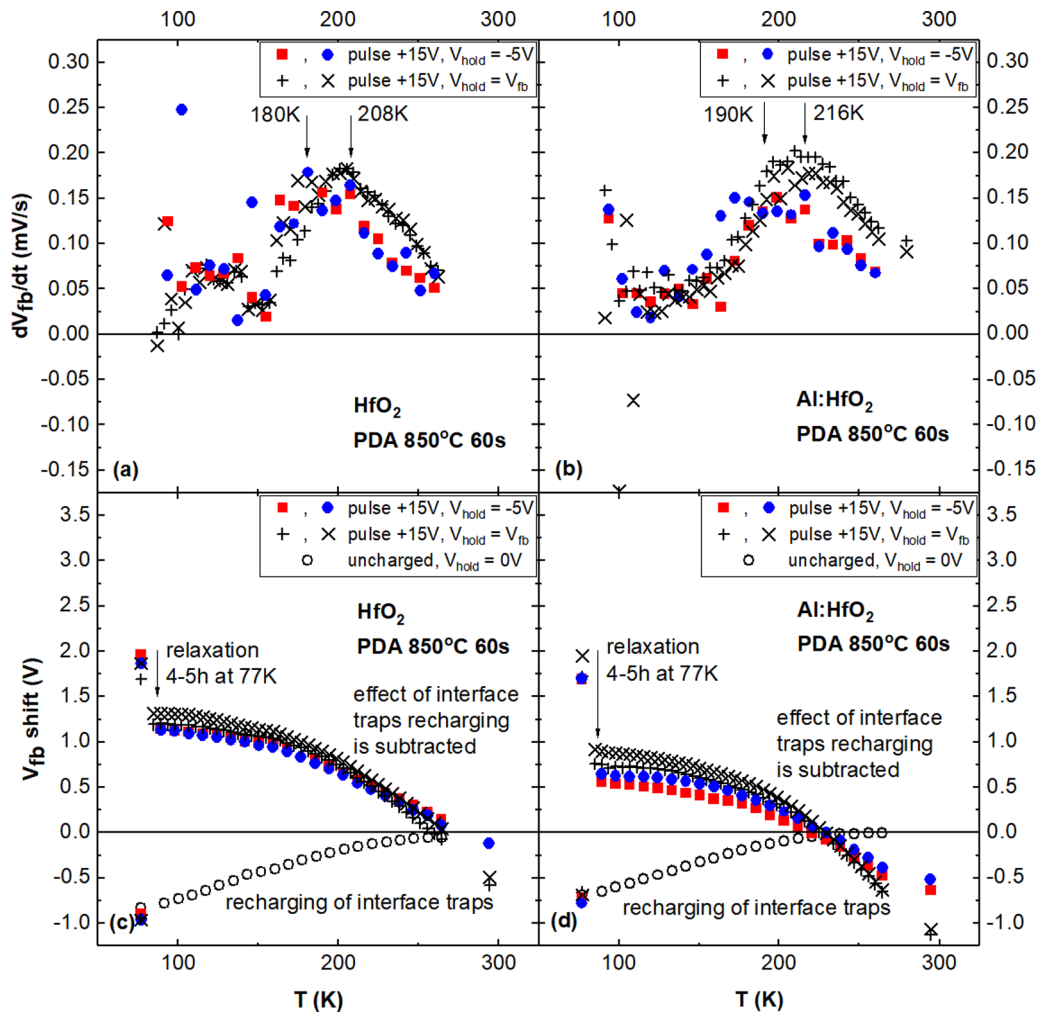 100 150 200 250 300 100 150 200 250 300
0.30
0.25
0.20
0.15
0.10
0.05
0.00
-0.05
-0.10
-0.15
dVfb/dt (mV/s)
, pulse +15V, Vhold = -5V
, pulse +15V, Vhold = Vfb
180K
208K
HfO2
PDA 850°C 60s
(a)
, pulse +15V, Vhold = -5V
, pulse +15V, Vhold = Vfb
190K
216K
Al:HfO2
PDA 850°C 60s
(b)
0.30
0.25
0.20
0.15
0.10
0.05
0.00
-0.05
-0.10
-0.15
3.5
3.0
2.5
2.0
1.5
1.0
0.5
0.0
-0.5
-1.0
Vfb shift (V)
, pulse +15V, Vhold = -5V
, pulse +15V, Vhold = Vfb
uncharged, Vhold = 0V
HfO2
PDA 850°C 60s
relaxation
4-5h at 77K
effect of interface
traps recharging
is subtracted
recharging of interface traps
(c)
, pulse +15V, Vhold = -5V
, pulse +15V, Vhold = Vfb
uncharged, Vhold = 0V
Al:HfO2
PDA 850°C 60s
relaxation
4-5h at 77K
effect of interface
traps recharging
is subtracted
recharging of interface traps
(d)
3.5
3.0
2.5
2.0
1.5
1.0
0.5
0.0
-0.5
-1.0
100 150 200 250 300 100 150 200 250 300
T (K) T (K)